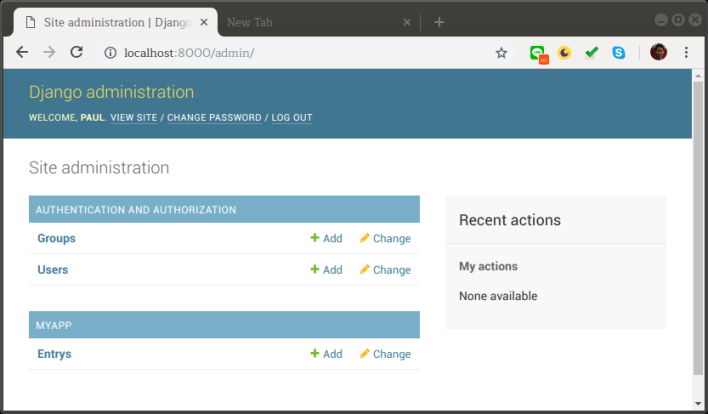 Site administration | Djang
New Tab
localhost:8000/admin/
Django administration
WELCOME, PAUL. VIEW SITE / CHANGE PASSWORD / LOG OUT
Site administration
AUTHENTICATION AND AUTHORIZATION
Groups Add Change
Users Add Change
MYAPP
Entrys Add Change
Recent actions
My actions
None available